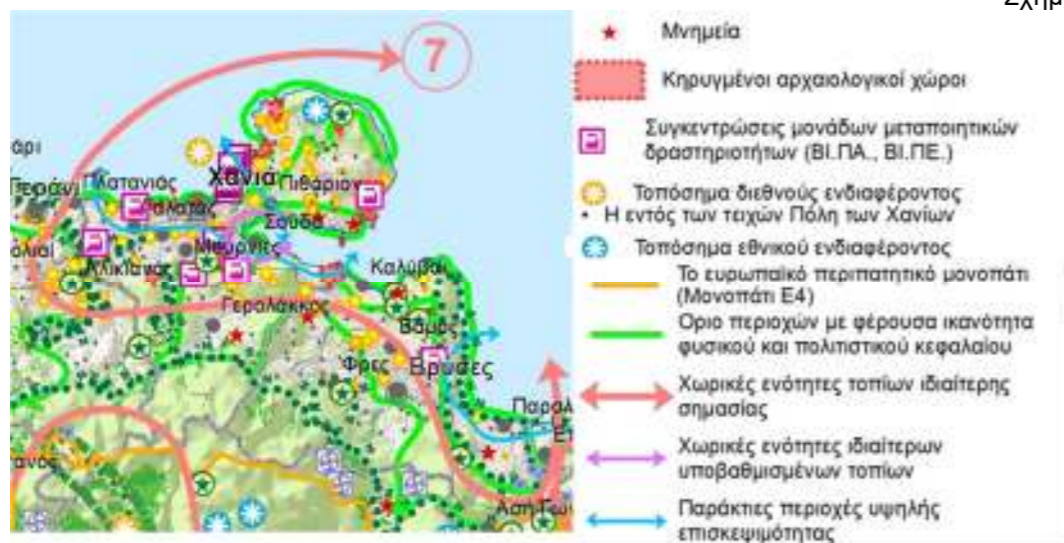 Σχημ
7
Χανιά
Πλατανιάς
Πιθάριον
Σούδα
Μουρνιές
Αλικιανός
Καλύβαι
Γερολάκκος
Βάμος
Φρες
Βρύσες
Μνημεία
Κηρυγμένοι αρχαιολογικοί χώροι
Συγκεντρώσεις μονάδων μεταποιητικών
δραστηριοτήτων (ΒΙ.ΠΑ., ΒΙ.ΠΕ.)
Τοπόσημα διεθνούς ενδιαφέροντος
• Η εντός των τειχών Πόλη των Χανίων
Τοπόσημα εθνικού ενδιαφέροντος
Το ευρωπαϊκό περιπατητικό μονοπάτι
(Μονοπάτι Ε4)
Όριο περιοχών με φέρουσα ικανότητα
φυσικού και πολιτιστικού κεφαλαίου
Χωρικές ενότητες τοπίων ιδιαίτερης
σημασίας
Χωρικές ενότητες ιδιαίτερων
υποβαθμισμένων τοπίων
Παράκτιες περιοχές υψηλής
επισκεψιμότητας